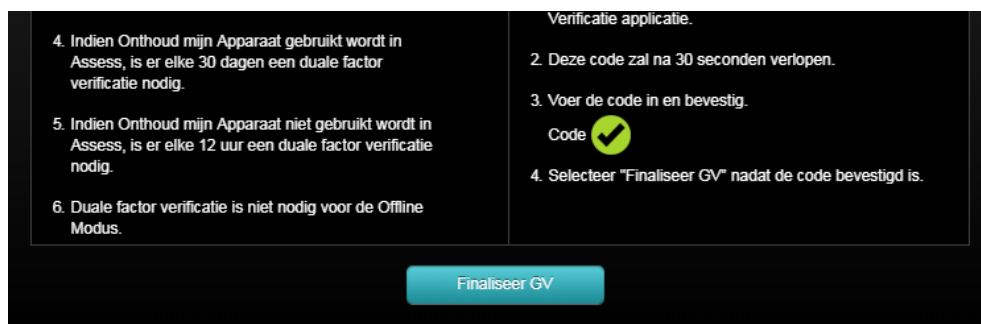 4. Indien Onthoud mijn Apparaat gebruikt wordt in
Assess, is er elke 30 dagen een duale factor
verificatie nodig.
5. Indien Onthoud mijn Apparaat niet gebruikt wordt in
Assess, is er elke 12 uur een duale factor verificatie
nodig.
6. Duale factor verificatie is niet nodig voor de Offline
Modus.
Verificatie applicatie.
2. Deze code zal na 30 seconden verlopen.
3. Voer de code in en bevestig.
Code
4. Selecteer "Finaliseer GV" nadat de code bevestigd is.
Finaliseer GV